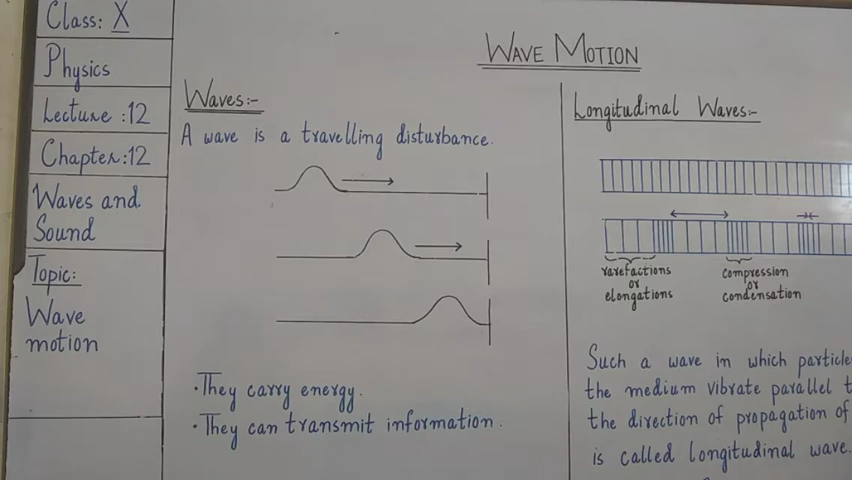 Class: X
Physics
Lecture :12
Chapter:12
Waves and
Sound
Topic:
Wave
motion
WAVE MOTION
Waves:-
A wave is a travelling disturbance.
• They carry energy.
• They can transmit information.
Longitudinal Waves:-
rarefactions
or
elongations
compression
or
condensation
Such a wave in which particle
the medium vibrate parallel t
the direction of propagation of
is called longitudinal wave.